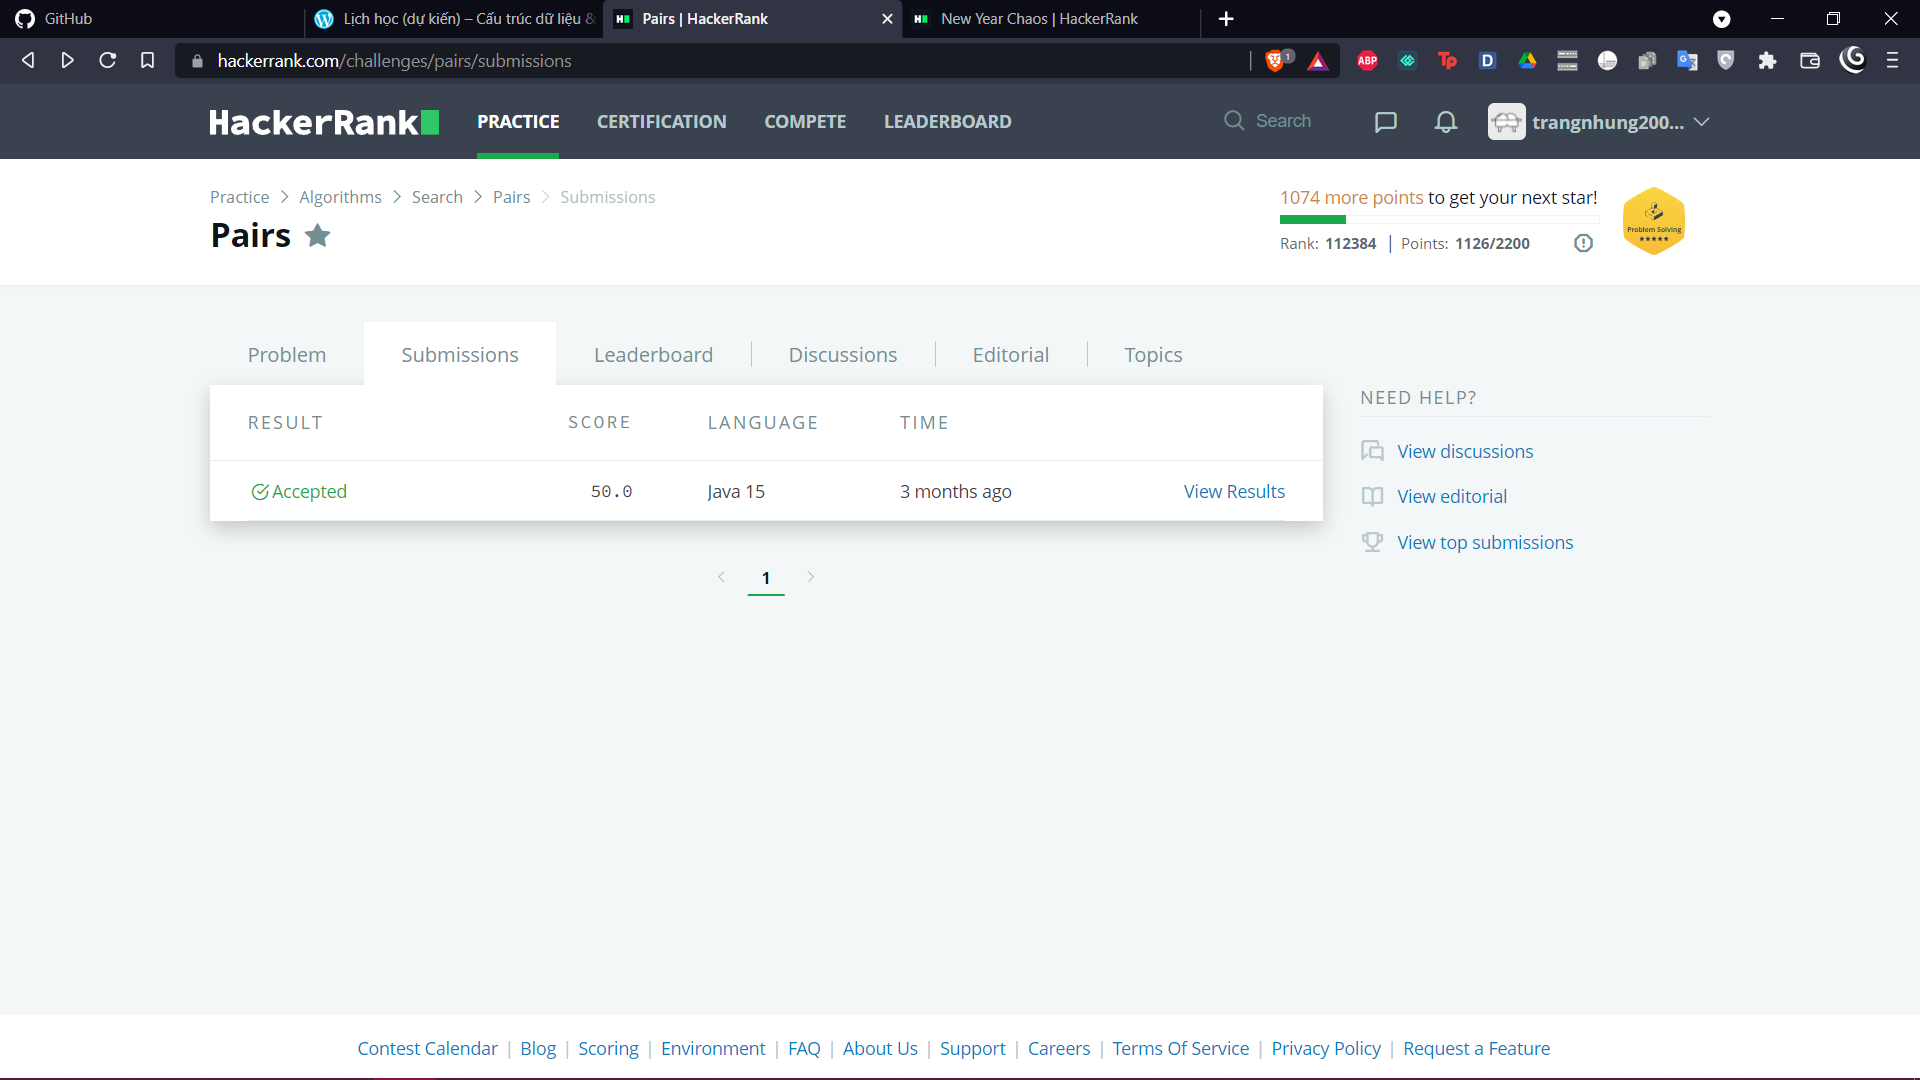 GitHub
Lịch học (dự kiến) – Cấu trúc dữ liệu &
Pairs | HackerRank
New Year Chaos | HackerRank
hackerrank.com/challenges/pairs/submissions
1
ABP
Tp
D
HackerRank
PRACTICE
CERTIFICATION
COMPETE
LEADERBOARD
Search
trangnhung200...
Practice > Algorithms > Search > Pairs > Submissions
Pairs
1074 more points to get your next star!
Rank: 112384 | Points: 1126/2200
Problem Solving
Problem
Submissions
Leaderboard
Discussions
Editorial
Topics
RESULT SCORE LANGUAGE TIME
Accepted 50.0 Java 15 3 months ago View Results
1
NEED HELP?
View discussions
View editorial
View top submissions
Contest Calendar | Blog | Scoring | Environment | FAQ | About Us | Support | Careers | Terms Of Service | Privacy Policy | Request a Feature